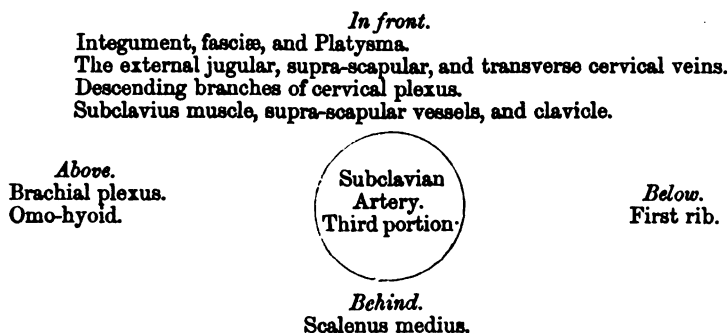 In front.
Integument, fasciæ, and Platysma.
The external jugular, supra-scapular, and transverse cervical veins.
Descending branches of cervical plexus.
Subclavius muscle, supra-scapular vessels, and clavicle.
Above.
Brachial plexus.
Omo-hyoid.
Subclavian
Artery.
Third portion.
Below.
First rib.
Behind.
Scalenus medius.